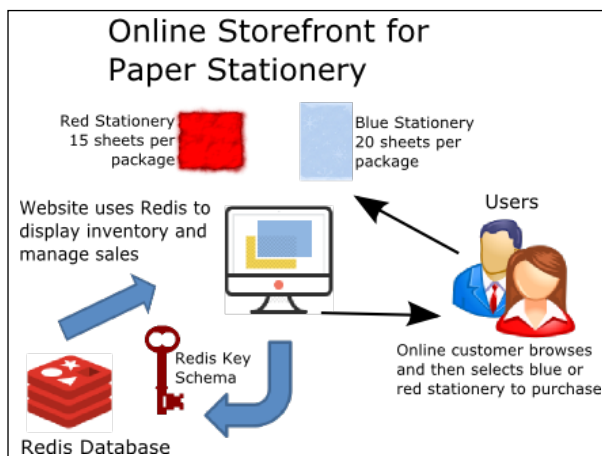 Online Storefront for
Paper Stationery
Red Stationery
15 sheets per
package
Blue Stationery
20 sheets per
package
Website uses Redis to
display inventory and
manage sales
Users
Redis Key
Schema
Online customer browses
and then selects blue or
red stationery to purchase
Redis Database